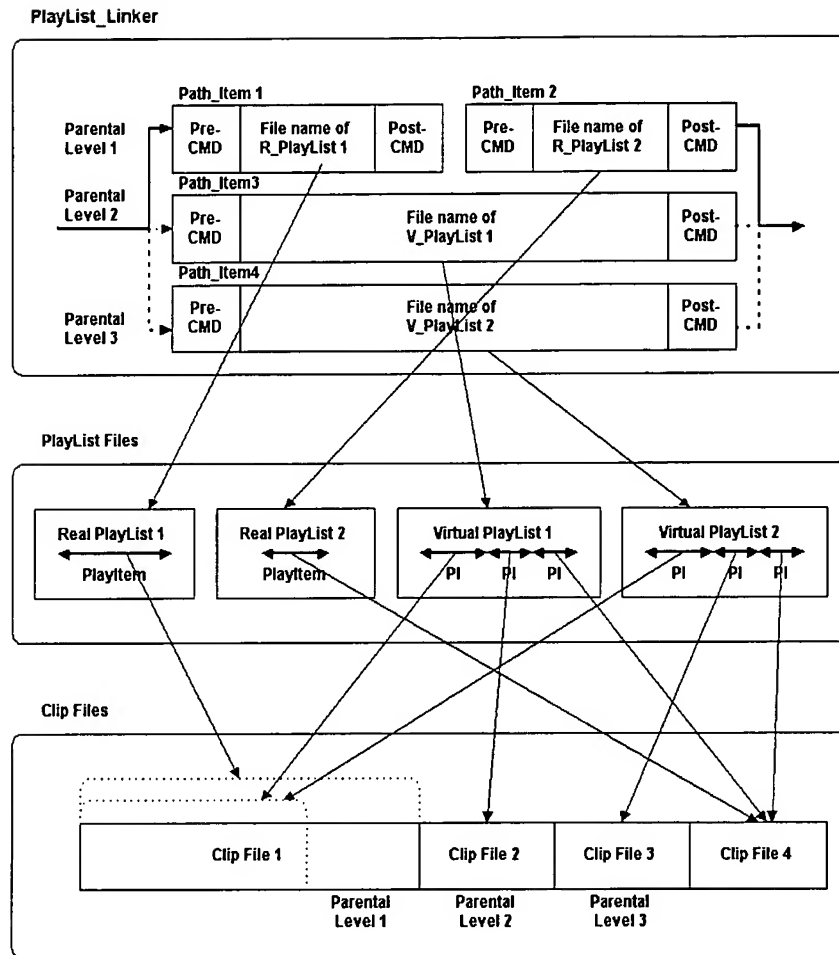 PlayList_Linker
Path_Item 1
Path_Item 2
Parental
Level 1
Pre-
CMD
File name of
R_PlayList 1
Post-
CMD
Pre-
CMD
File name of
R_PlayList 2
Post-
CMD
Parental
Level 2
Path_Item3
Pre-
CMD
File name of
V_PlayList 1
Post-
CMD
Path_Item4
Parental
Level 3
Pre-
CMD
File name of
V_PlayList 2
Post-
CMD
PlayList Files
Real PlayList 1
PlayItem
Real PlayList 2
PlayItem
Virtual PlayList 1
PI PI PI
Virtual PlayList 2
PI PI PI
Clip Files
Clip File 1
Clip File 2
Clip File 3
Clip File 4
Parental
Level 1
Parental
Level 2
Parental
Level 3